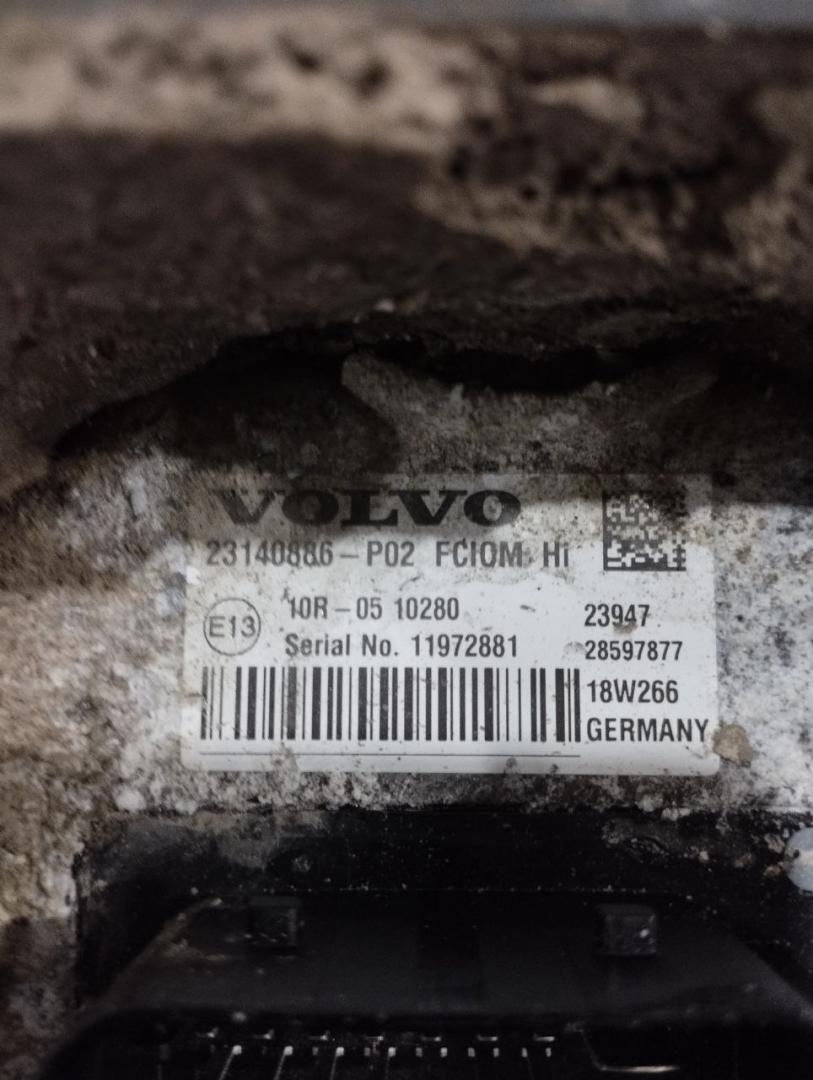 VOLVO
23140886-P02 FCIOM Hi
E13
10R-05 10280
23947
Serial No. 11972881
28597877
18W266
GERMANY